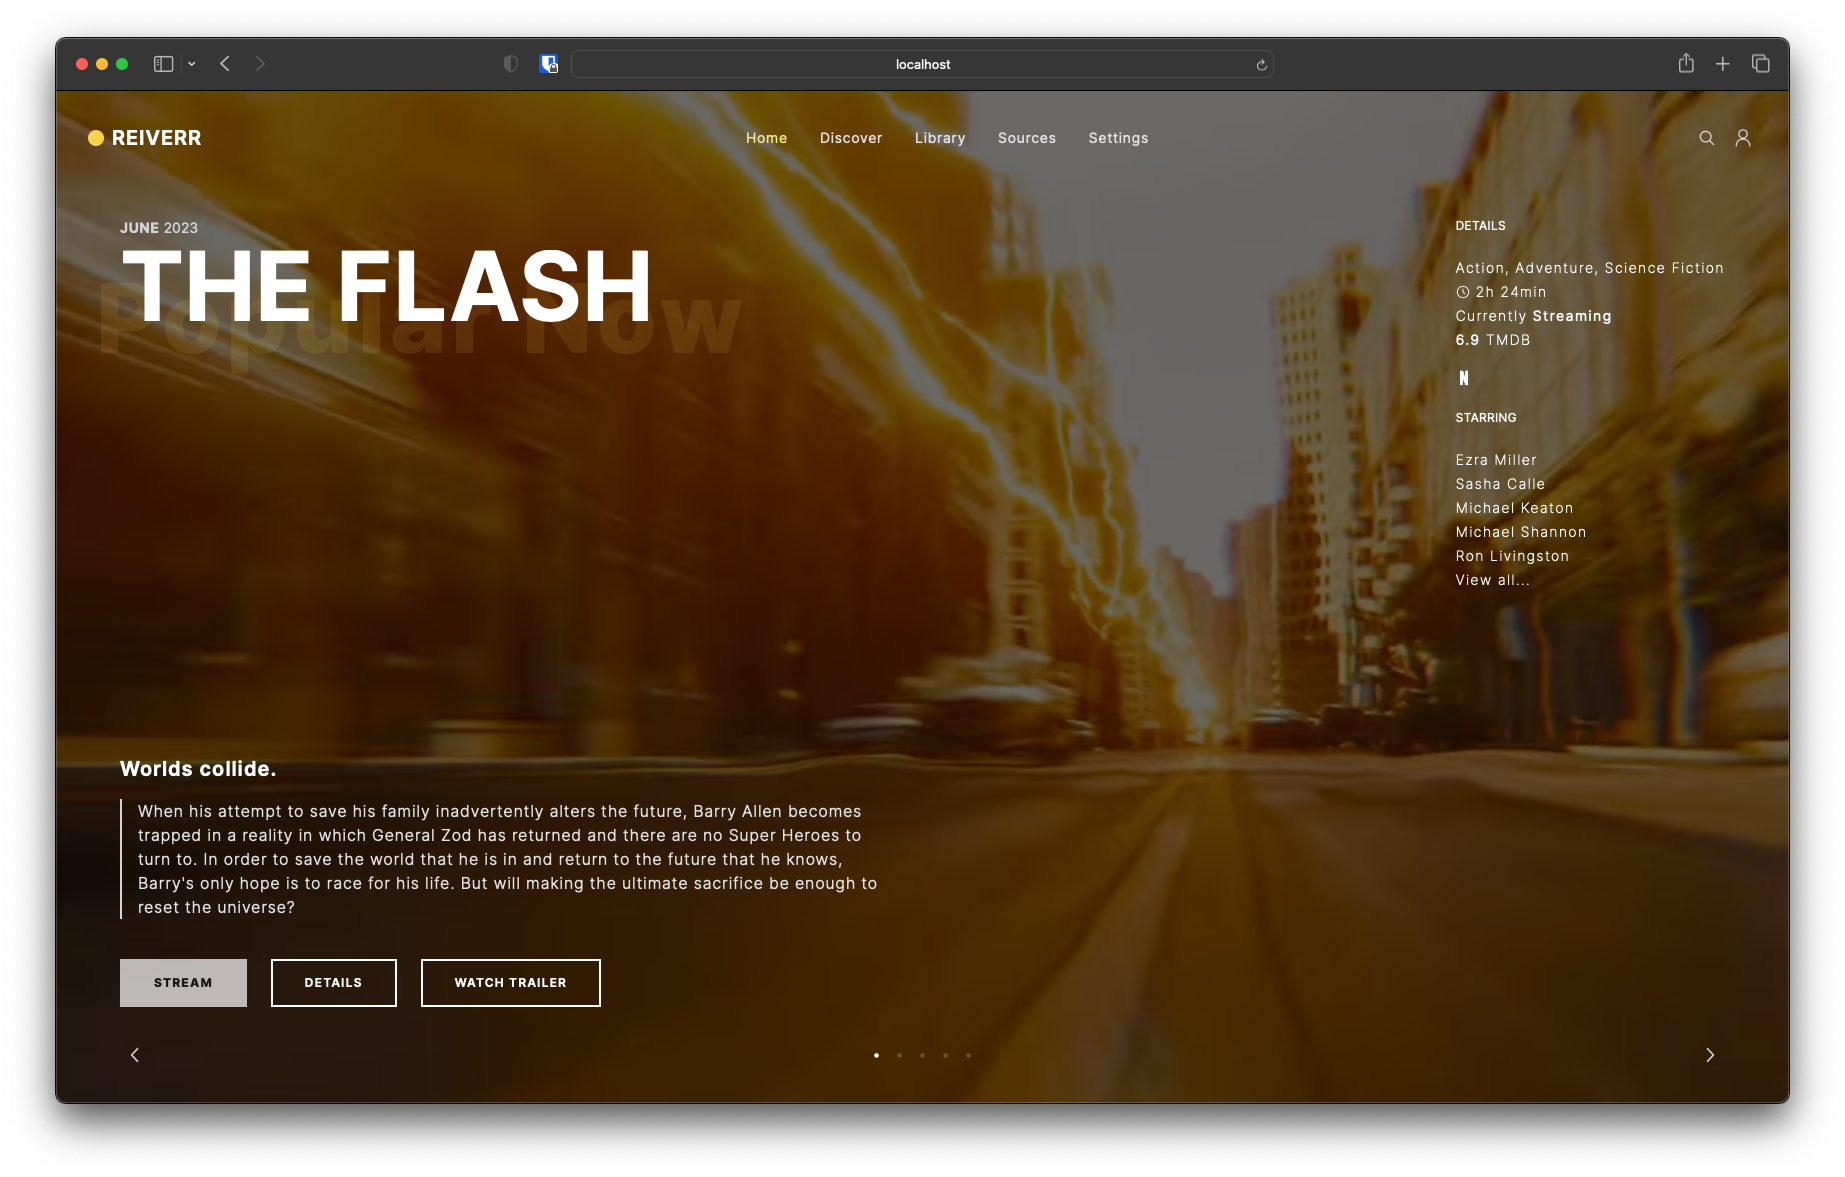 localhost
REIVERR
Home Discover Library Sources Settings
JUNE 2023
THE FLASH
Popular Now
DETAILS
Action, Adventure, Science Fiction
2h 24min
Currently Streaming
6.9 TMDB
N
STARRING
Ezra Miller
Sasha Calle
Michael Keaton
Michael Shannon
Ron Livingston
View all...
Worlds collide.
When his attempt to save his family inadvertently alters the future, Barry Allen becomes
trapped in a reality in which General Zod has returned and there are no Super Heroes to
turn to. In order to save the world that he is in and return to the future that he knows,
Barry's only hope is to race for his life. But will making the ultimate sacrifice be enough to
reset the universe?
STREAM DETAILS WATCH TRAILER